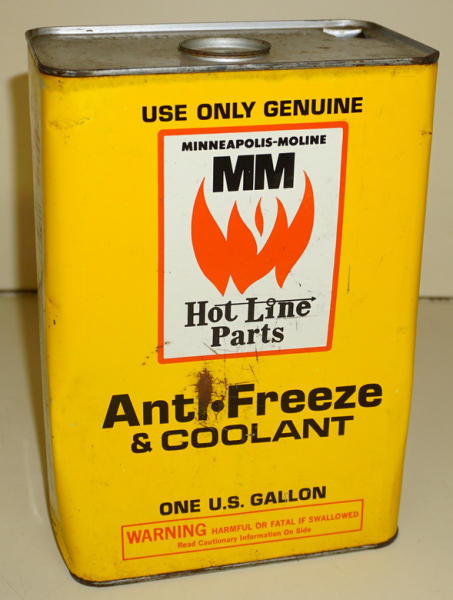 USE ONLY GENUINE
MINNEAPOLIS-MOLINE
MM
Hot Line
Parts
Anti-Freeze
& COOLANT
ONE U.S. GALLON
WARNING HARMFUL OR FATAL IF SWALLOWED
Read Cautionary Information On Side